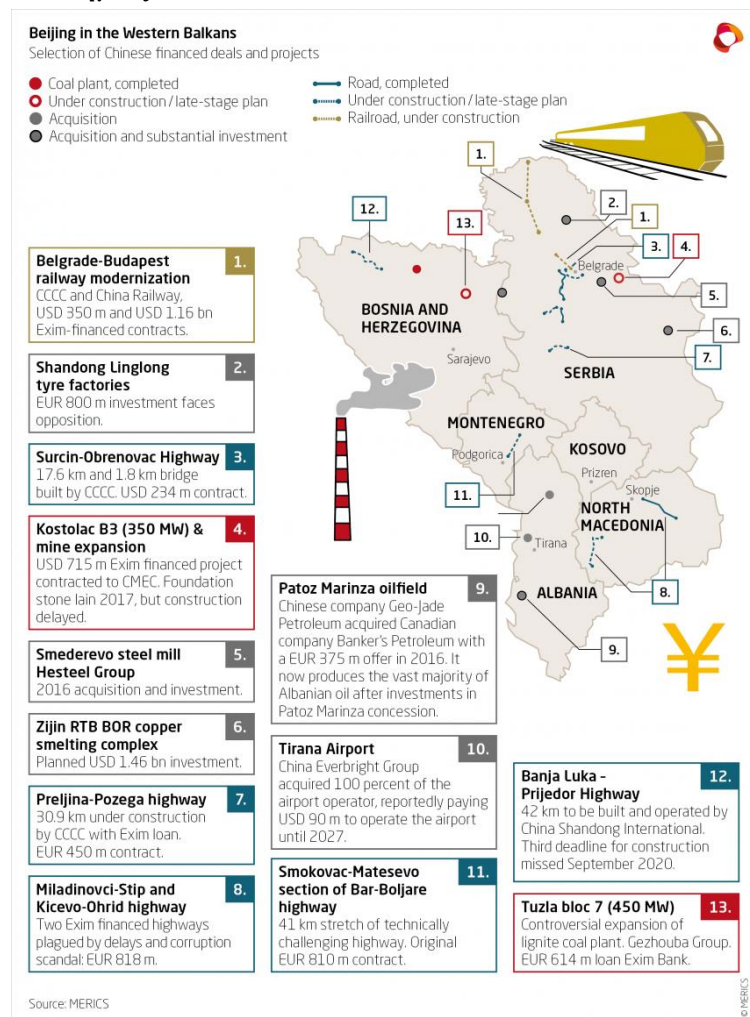 Beijing in the Western Balkans
Selection of Chinese financed deals and projects
Coal plant, completed
Under construction/late-stage plan
Acquisition
Acquisition and substantial investment
Road, completed
Under construction/late-stage plan
Railroad, under construction
1.
2.
12.
13.
1.
3.
4.
Belgrade
5.
BOSNIA AND
HERZEGOVINA
6.
Sarajevo
7.
SERBIA
MONTENEGRO
KOSOVO
Podgorica
Prizren
Skopje
11.
NORTH
MACEDONIA
10.
Tirana
8.
ALBANIA
9.
¥
Belgrade-Budapest
railway modernization
1.
CCCC and China Railway,
USD 350 m and USD 1.16 bn
Exim-financed contracts.
Shandong Linglong
tyre factories
2.
EUR 800 m investment faces
opposition.
Surcin-Obrenovac Highway
3.
17.6 km and 1.8 km bridge
built by CCCC. USD 234 m contract.
Kostolac B3 (350 MW) &
mine expansion
4.
USD 715 m Exim financed project
contracted to CMEC. Foundation
stone lain 2017, but construction
delayed.
Smederevo steel mill
Hesteel Group
5.
2016 acquisition and investment.
Zijin RTB BOR copper
smelting complex
6.
Planned USD 1.46 bn investment.
Preljina-Pozega highway
7.
30.9 km under construction
by CCCC with Exim loan.
EUR 450 m contract.
Miladinovci-Stip and
Kicevo-Ohrid highway
8.
Two Exim financed highways
plagued by delays and corruption
scandal: EUR 818 m.
Patoz Marinza oilfield
9.
Chinese company Geo-Jade
Petroleum acquired Canadian
company Banker's Petroleum with
a EUR 375 m offer in 2016. It
now produces the vast majority of
Albanian oil after investments in
Patoz Marinza concession.
Tirana Airport
10.
China Everbright Group
acquired 100 percent of the
airport operator, reportedly paying
USD 90 m to operate the airport
until 2027.
Smokovac-Matesevo
section of Bar-Boljare
highway
11.
41 km stretch of technically
challenging highway. Original
EUR 810 m contract.
Banja Luka –
Prijedor Highway
12.
42 km to be built and operated by
China Shandong International.
Third deadline for construction
missed September 2020.
Tuzla bloc 7 (450 MW)
13.
Controversial expansion of
lignite coal plant. Gezhouba Group.
EUR 614 m loan Exim Bank.
Source: MERICS
© MERICS